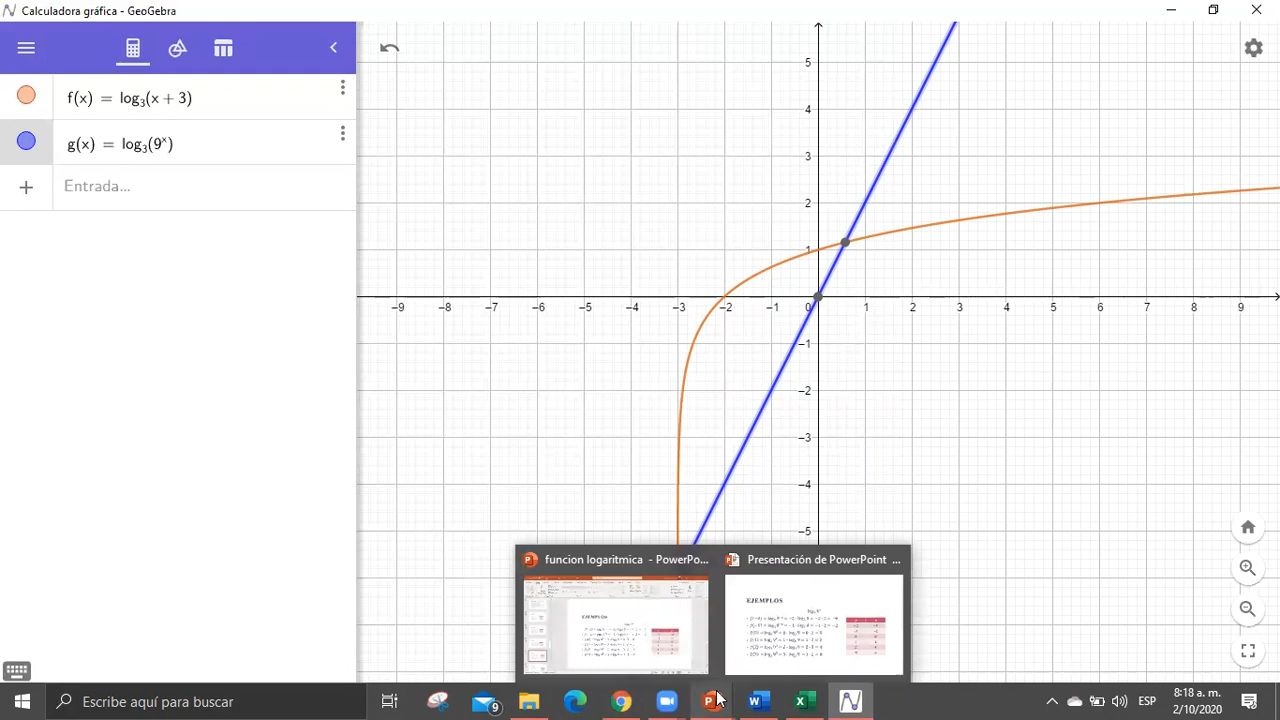 Calculadora gráfica - GeoGebra
f(x) = log₃(x + 3)
g(x) = log₃(9ˣ)
Entrada...
5
4
3
2
1
−9 −8 −7 −6 −5 −4 −3 −2 −1 0 1 2 3 4 5 6 7 8 9
−1
−2
−3
−4
−5
funcion logaritmica - PowerPo...
Presentación de PowerPoint ...
EJEMPLOS
EJEMPLOS
Escribe aquí para buscar
9
ESP
8:18 a. m.
2/10/2020